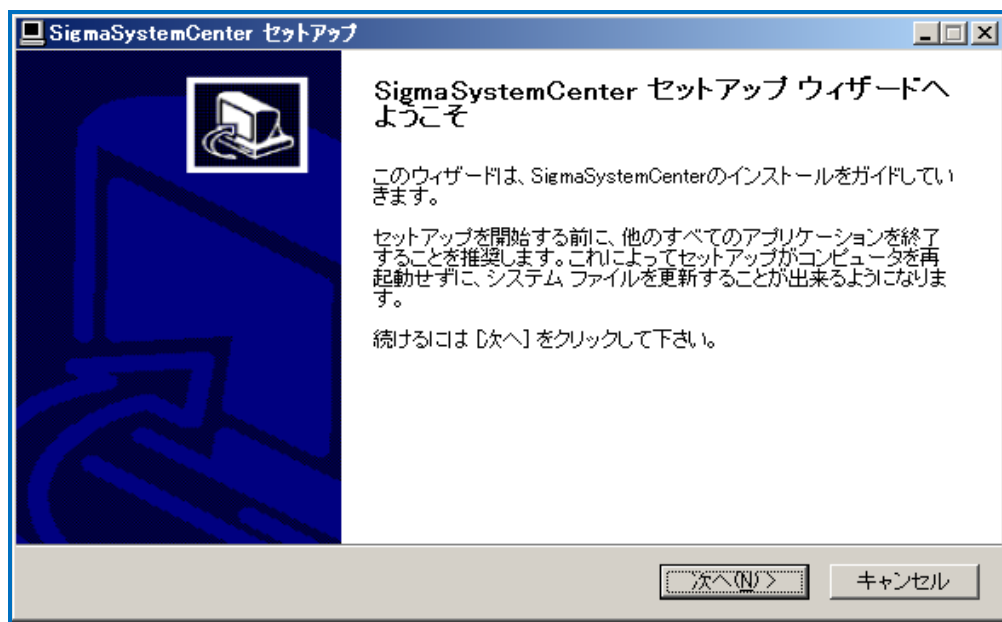 SigmaSystemCenter セットアップ
SigmaSystemCenter セットアップ ウィザードへ
ようこそ
このウィザードは、SigmaSystemCenterのインストールをガイドしてい
きます。
セットアップを開始する前に、他のすべてのアプリケーションを終了
することを推奨します。これによってセットアップがコンピュータを再
起動せずに、システム ファイルを更新することが出来るようになりま
す。
続けるには [次へ] をクリックして下さい。
次へ(N) >
キャンセル